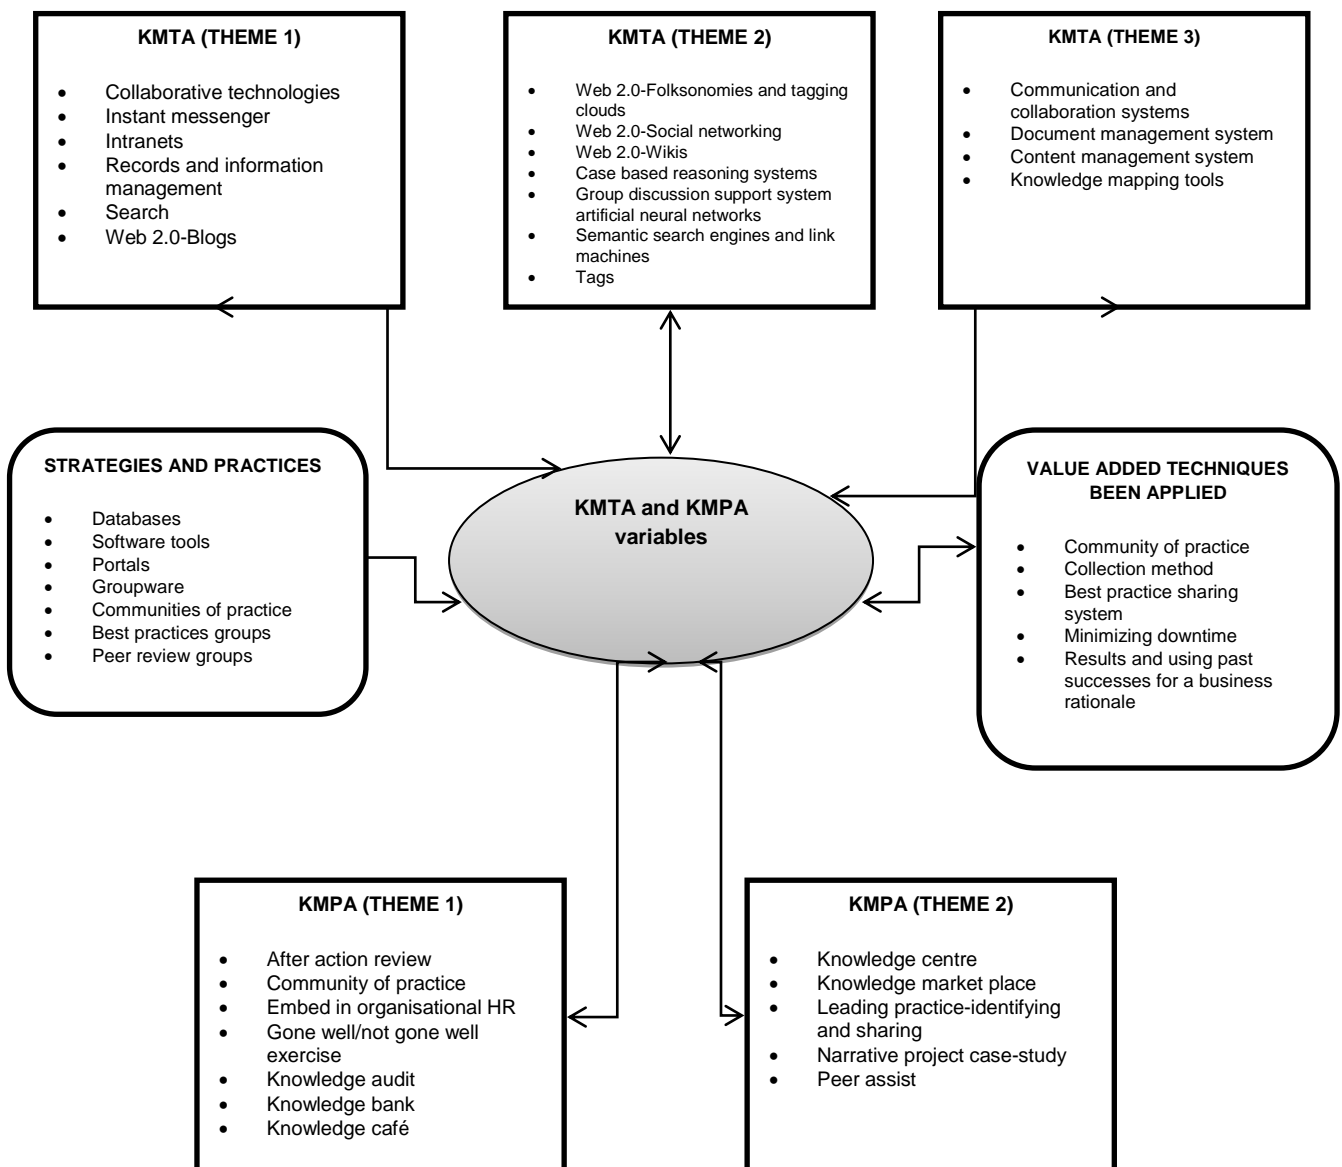 KMTA (THEME 1)
• Collaborative technologies
• Instant messenger
• Intranets
• Records and information
management
• Search
• Web 2.0-Blogs
KMTA (THEME 2)
• Web 2.0-Folksonomies and tagging
clouds
• Web 2.0-Social networking
• Web 2.0-Wikis
• Case based reasoning systems
• Group discussion support system
artificial neural networks
• Semantic search engines and link
machines
• Tags
KMTA (THEME 3)
• Communication and
collaboration systems
• Document management system
• Content management system
• Knowledge mapping tools
STRATEGIES AND PRACTICES
• Databases
• Software tools
• Portals
• Groupware
• Communities of practice
• Best practices groups
• Peer review groups
KMTA and KMPA
variables
VALUE ADDED TECHNIQUES
BEEN APPLIED
• Community of practice
• Collection method
• Best practice sharing
system
• Minimizing downtime
• Results and using past
successes for a business
rationale
KMPA (THEME 1)
• After action review
• Community of practice
• Embed in organisational HR
• Gone well/not gone well
exercise
• Knowledge audit
• Knowledge bank
• Knowledge café
KMPA (THEME 2)
• Knowledge centre
• Knowledge market place
• Leading practice-identifying
and sharing
• Narrative project case-study
• Peer assist